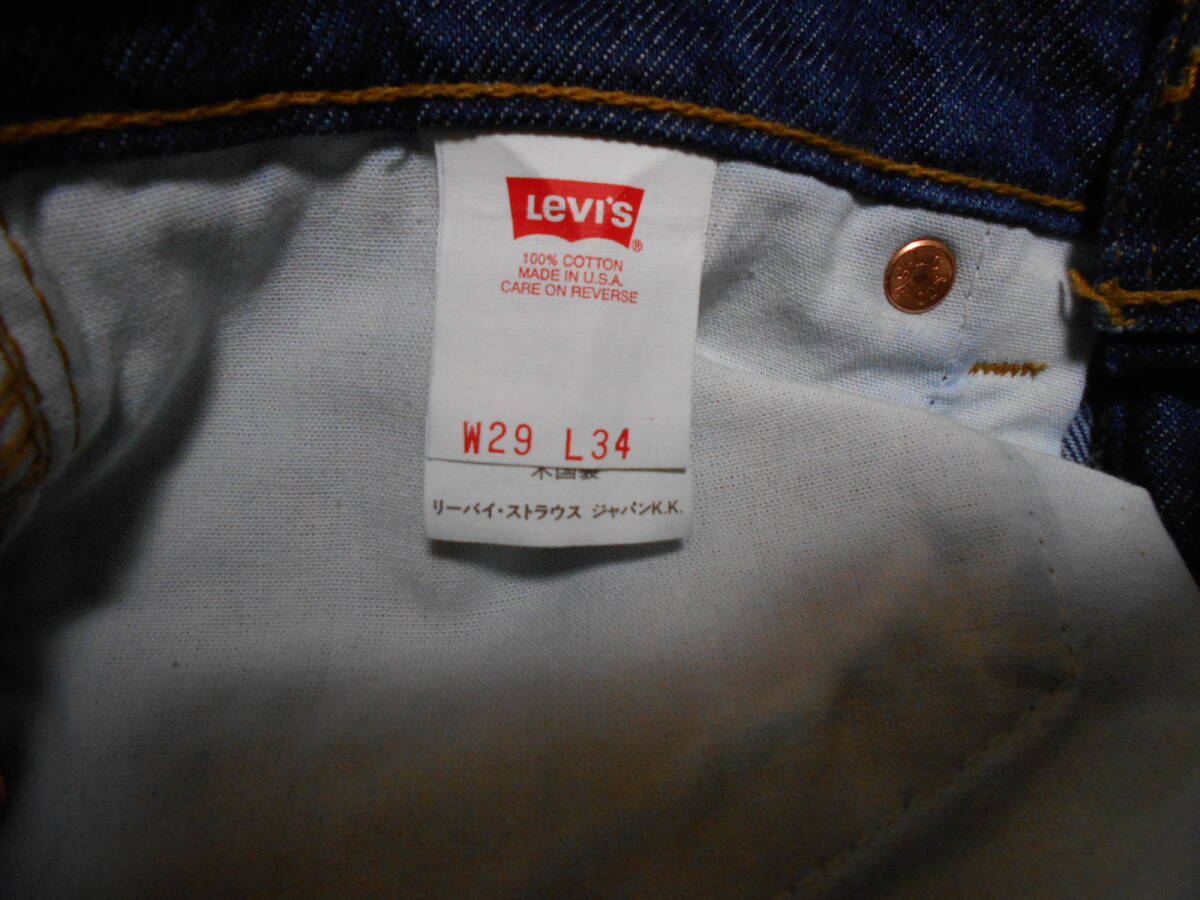 Levi's
®
100% COTTON
MADE IN U.S.A.
CARE ON REVERSE
W29 L34
米国製
リーバイ・ストラウス ジャパンK.K.